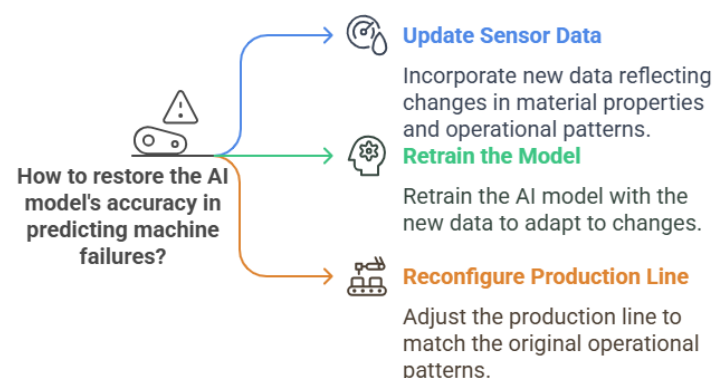 How to restore the AI
model's accuracy in
predicting machine
failures?
Update Sensor Data
Incorporate new data reflecting
changes in material properties
and operational patterns.
Retrain the Model
Retrain the AI model with the
new data to adapt to changes.
Reconfigure Production Line
Adjust the production line to
match the original operational
patterns.